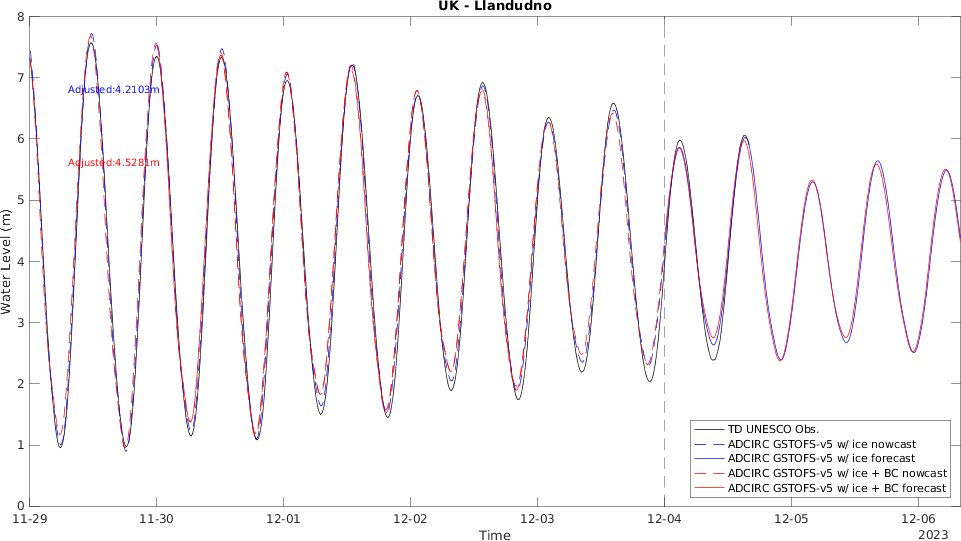 UK - Llandudno
8
7
6
5
4
3
2
1
0
Water Level (m)
Adjusted:4.2103m
Adjusted:4.5281m
TD UNESCO Obs.
ADCIRC GSTOFS-v5 w/ ice nowcast
ADCIRC GSTOFS-v5 w/ ice forecast
ADCIRC GSTOFS-v5 w/ ice + BC nowcast
ADCIRC GSTOFS-v5 w/ ice + BC forecast
11-29 11-30 12-01 12-02 12-03 12-04 12-05 12-06
Time
2023